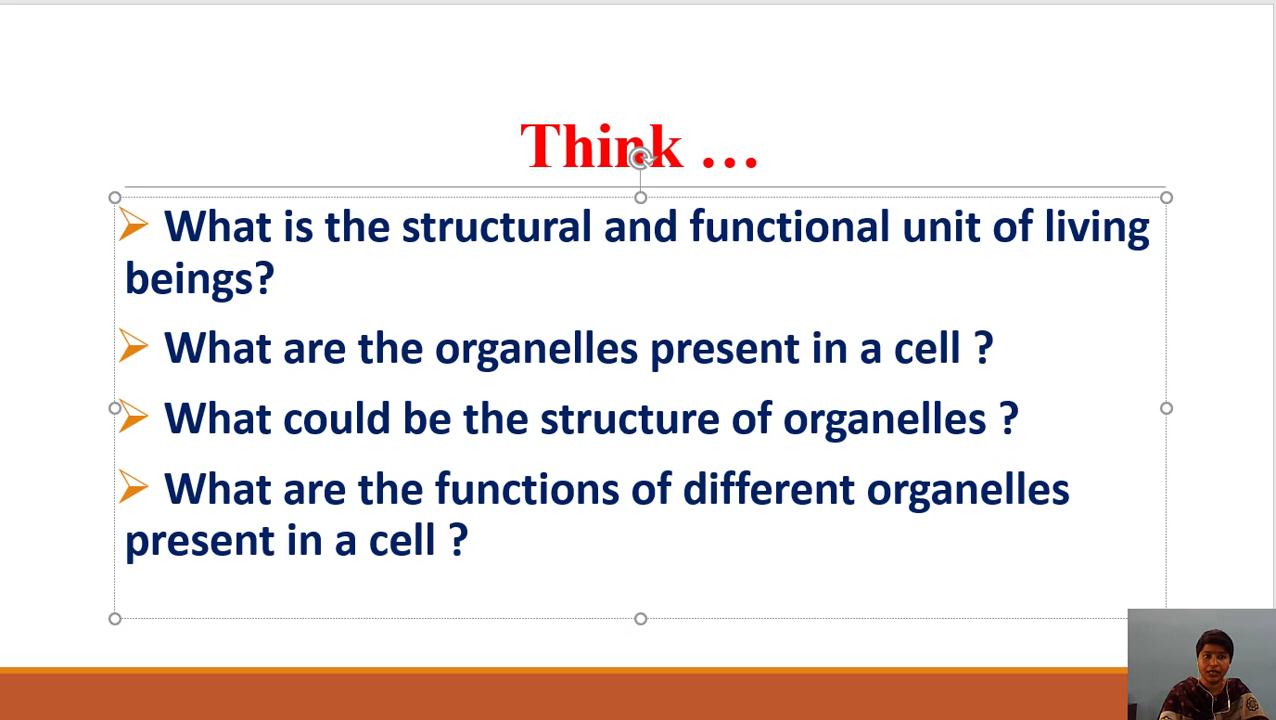 Think …
➢ What is the structural and functional unit of living
beings?
➢ What are the organelles present in a cell ?
➢ What could be the structure of organelles ?
➢ What are the functions of different organelles
present in a cell ?